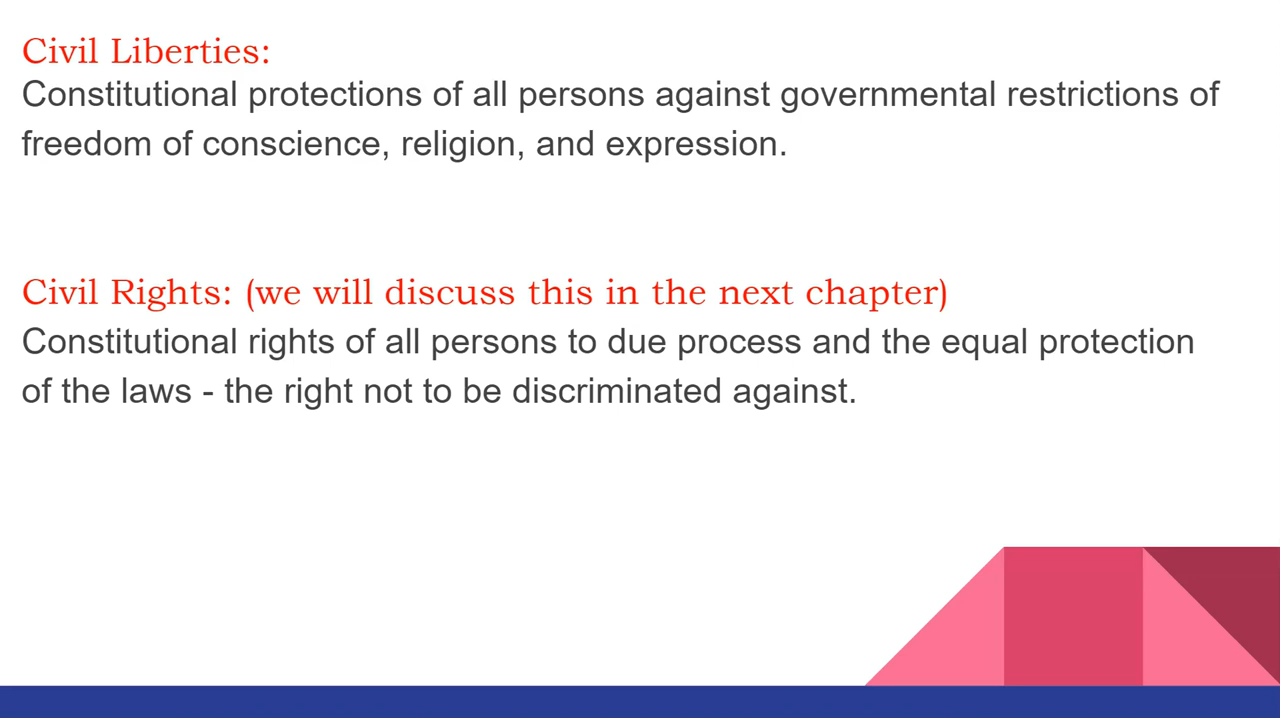 Civil Liberties:
Constitutional protections of all persons against governmental restrictions of
freedom of conscience, religion, and expression.
Civil Rights: (we will discuss this in the next chapter)
Constitutional rights of all persons to due process and the equal protection
of the laws - the right not to be discriminated against.